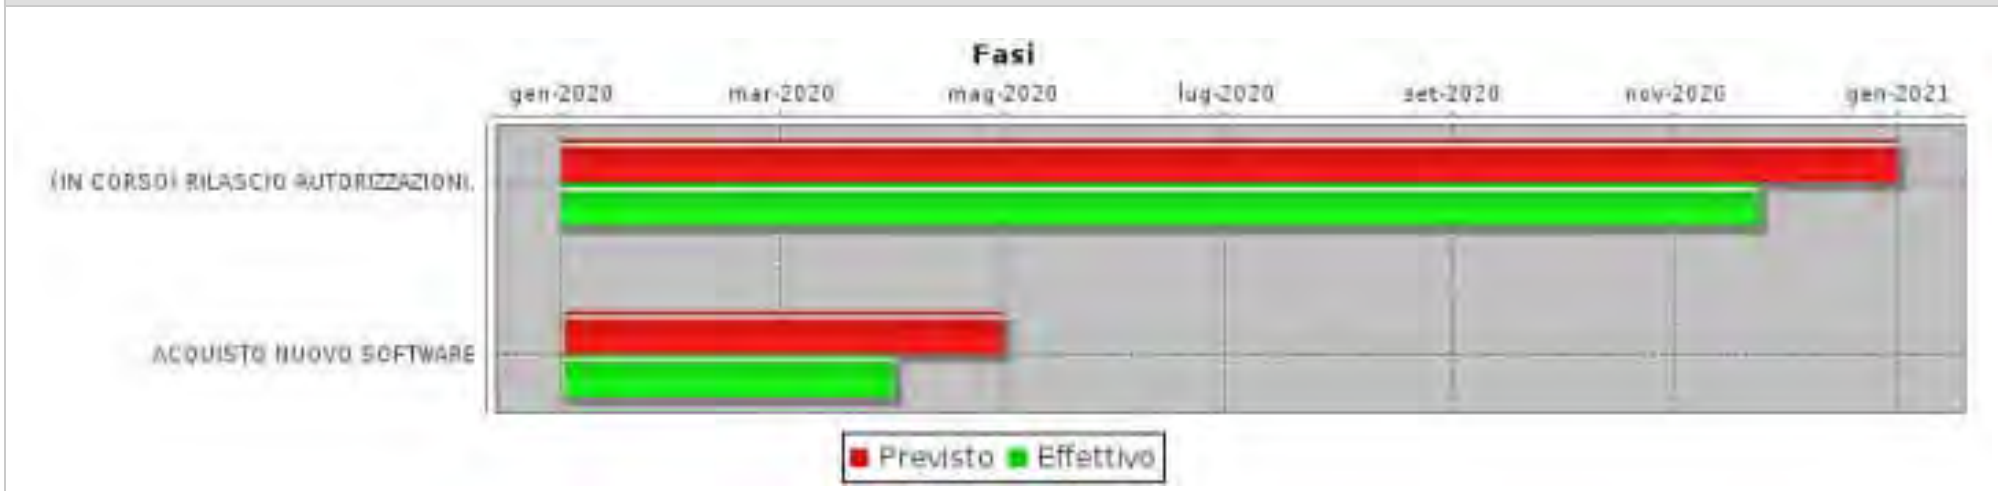 Fasi
gen-2020 mar-2020 mag-2020 lug-2020 set-2020 nov-2020 gen-2021
(IN CORSO) RILASCIO AUTORIZZAZIONI.
ACQUISTO NUOVO SOFTWARE
Previsto Effettivo